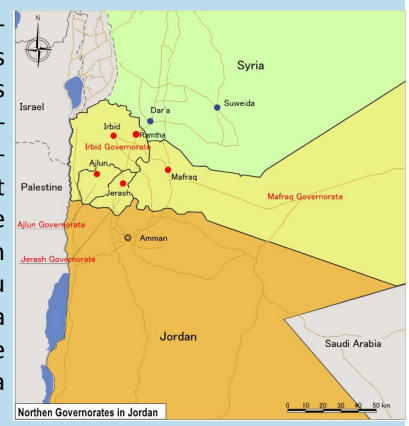 Syria
Israel
Dar'a
Suweida
Irbid
Ramtha
Irbid Governorate
Ajlun
Mafraq
Palestine
Jerash
Mafraq Governorate
Ajlun Governorate
Amman
Jerash Governorate
Jordan
Saudi Arabia
0 10 20 30 40 50 km
Northen Governorates in Jordan